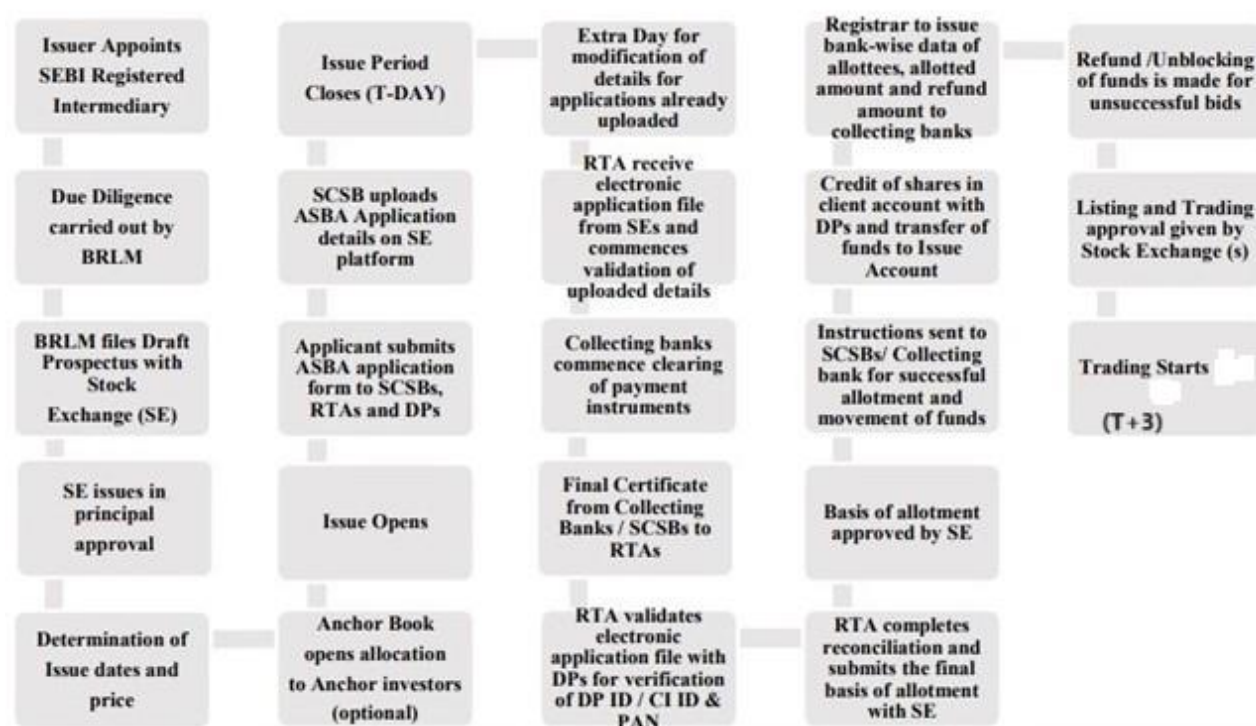 Issuer Appoints
SEBI Registered
Intermediary
Due Diligence
carried out by
BRLM
BRLM files Draft
Prospectus with
Stock
Exchange (SE)
SE issues in
principal
approval
Determination of
Issue dates and
price
Anchor Book
opens allocation
to Anchor investors
(optional)
Issue Opens
Applicant submits
ASBA application
form to SCSBs,
RTAs and DPs
SCSB uploads
ASBA Application
details on SE
platform
Issue Period
Closes (T-DAY)
Extra Day for
modification of
details for
applications already
uploaded
RTA receive
electronic
application file
from SEs and
commences
validation of
uploaded details
Collecting banks
commence clearing
of payment
instruments
Final Certificate
from Collecting
Banks / SCSBs to
RTAs
RTA validates
electronic
application file with
DPs for verification
of DP ID / CI ID &
PAN
RTA completes
reconciliation and
submits the final
basis of allotment
with SE
Basis of allotment
approved by SE
Instructions sent to
SCSBs/ Collecting
bank for successful
allotment and
movement of funds
Credit of shares in
client account with
DPs and transfer of
funds to Issue
Account
Registrar to issue
bank-wise data of
allottees, allotted
amount and refund
amount to
collecting banks
Refund /Unblocking
of funds is made for
unsuccessful bids
Listing and Trading
approval given by
Stock Exchange (s)
Trading Starts
(T+3)